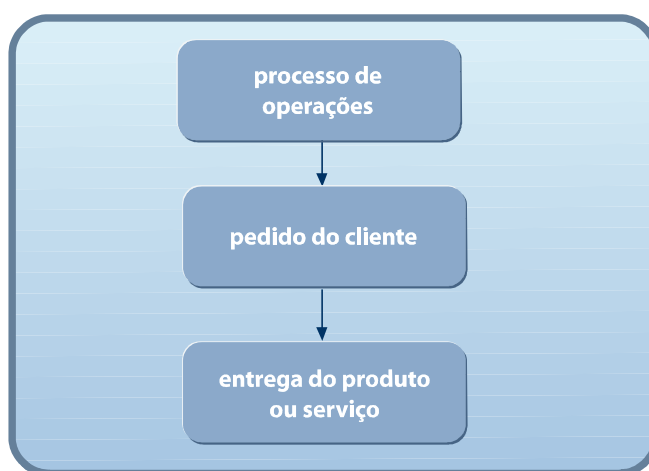 processo de
operações
pedido do cliente
entrega do produto
ou serviço